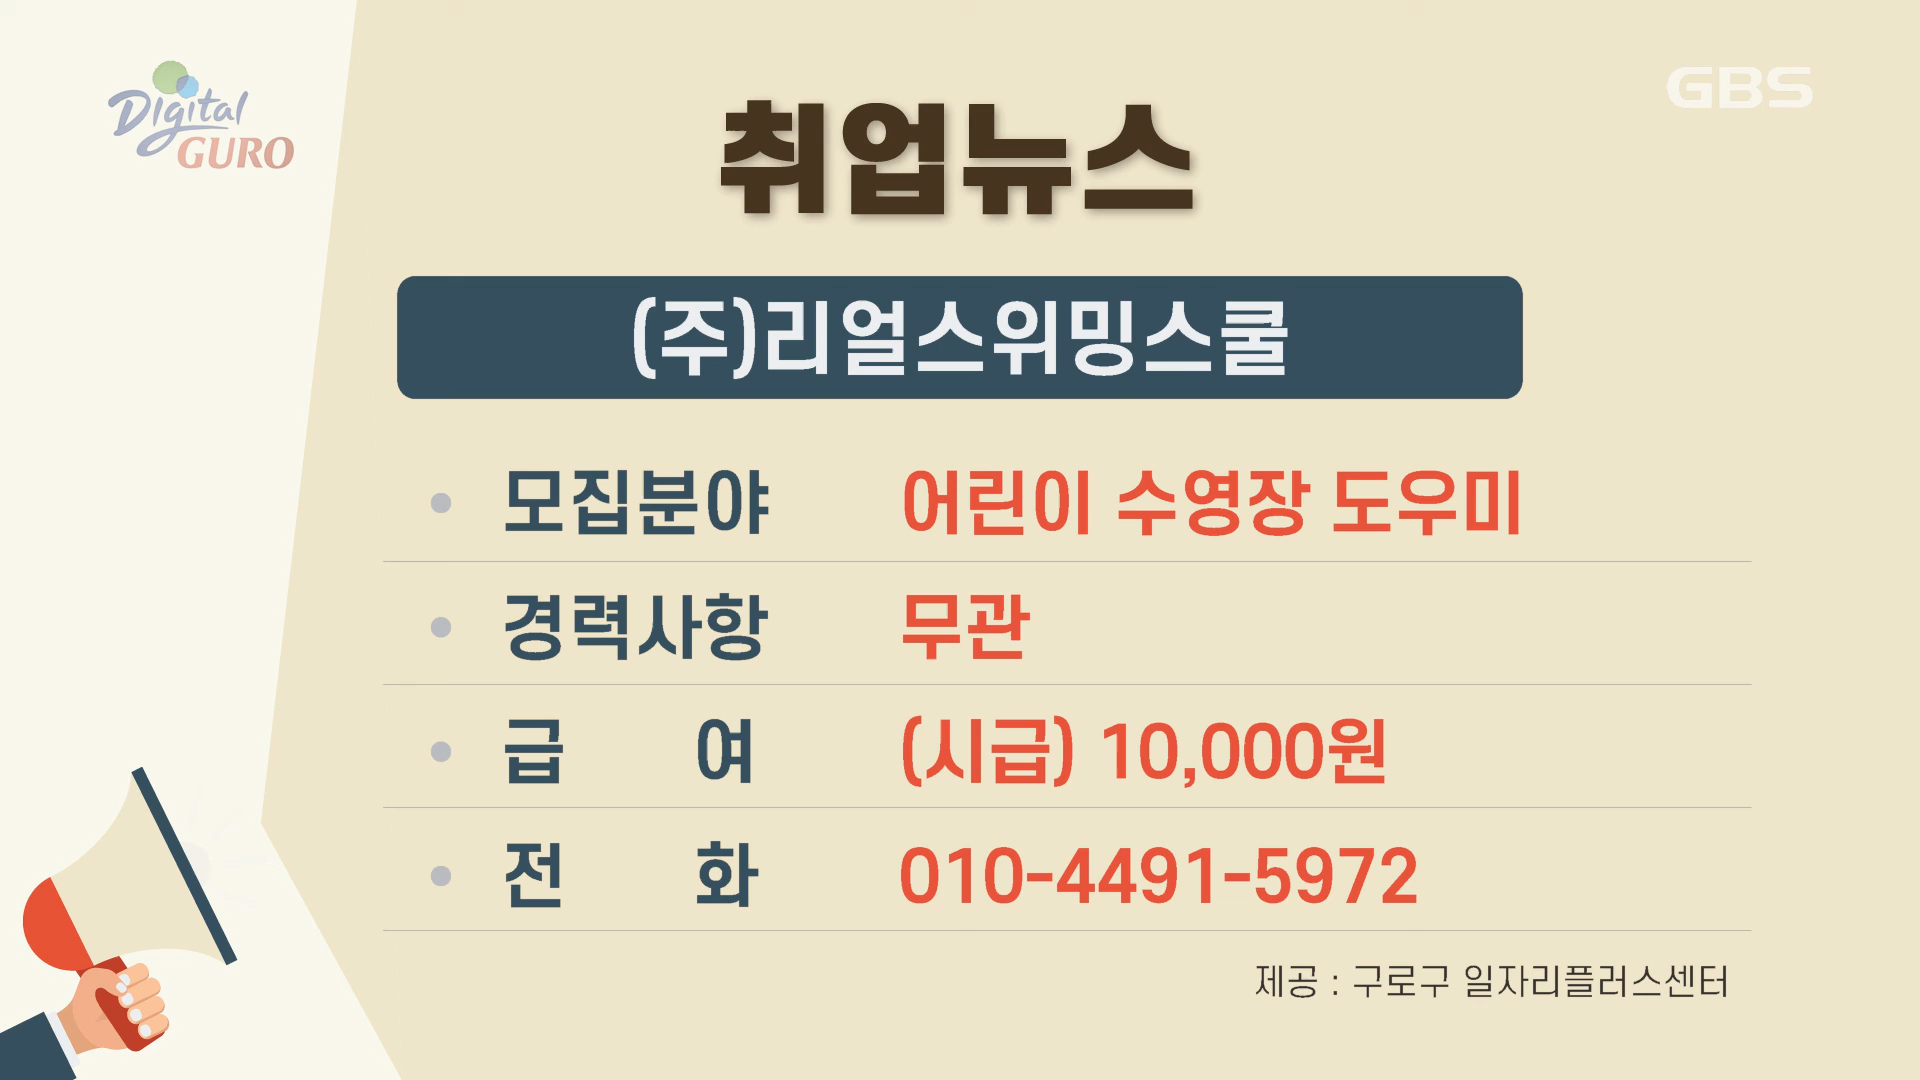 Digital
GURO
GBS
취업뉴스
(주)리얼스위밍스쿨
모집분야 어린이 수영장 도우미
경력사항 무관
급 여 (시급) 10,000원
전 화 010-4491-5972
제공 : 구로구 일자리플러스센터